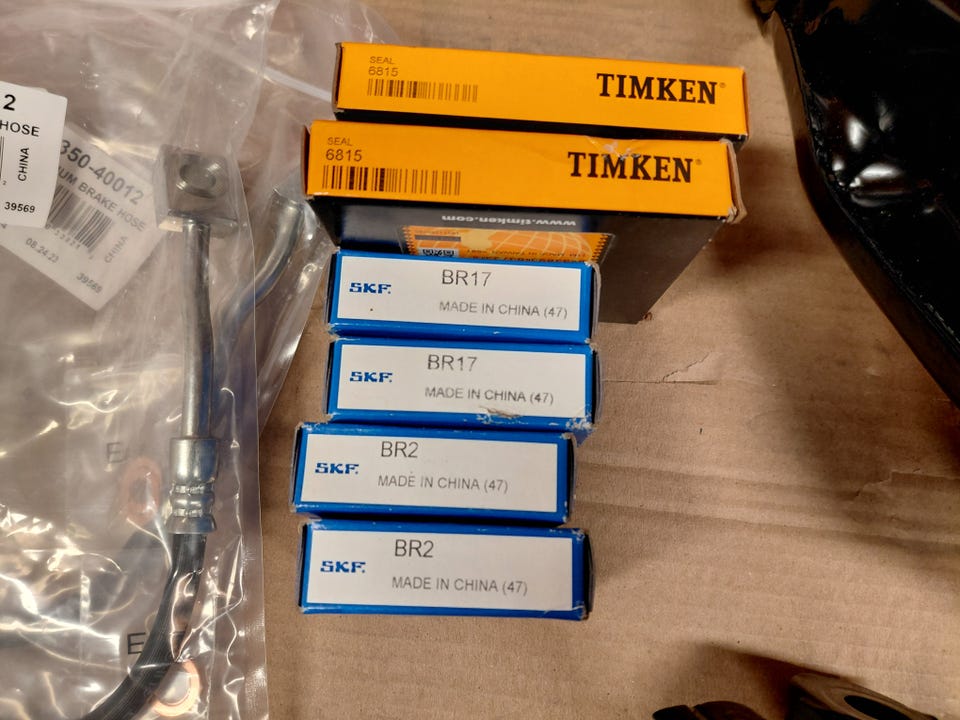 2
HOSE
CHINA
2
39569
350-40012
UM BRAKE HOSE
CHINA
08.24.23
39569
E
E
SEAL
6815
TIMKEN®
SEAL
6815
TIMKEN®
www.timken.com
SKF
BR17
MADE IN CHINA (47)
SKF
BR17
MADE IN CHINA (47)
SKF
BR2
MADE IN CHINA (47)
SKF
BR2
MADE IN CHINA (47)